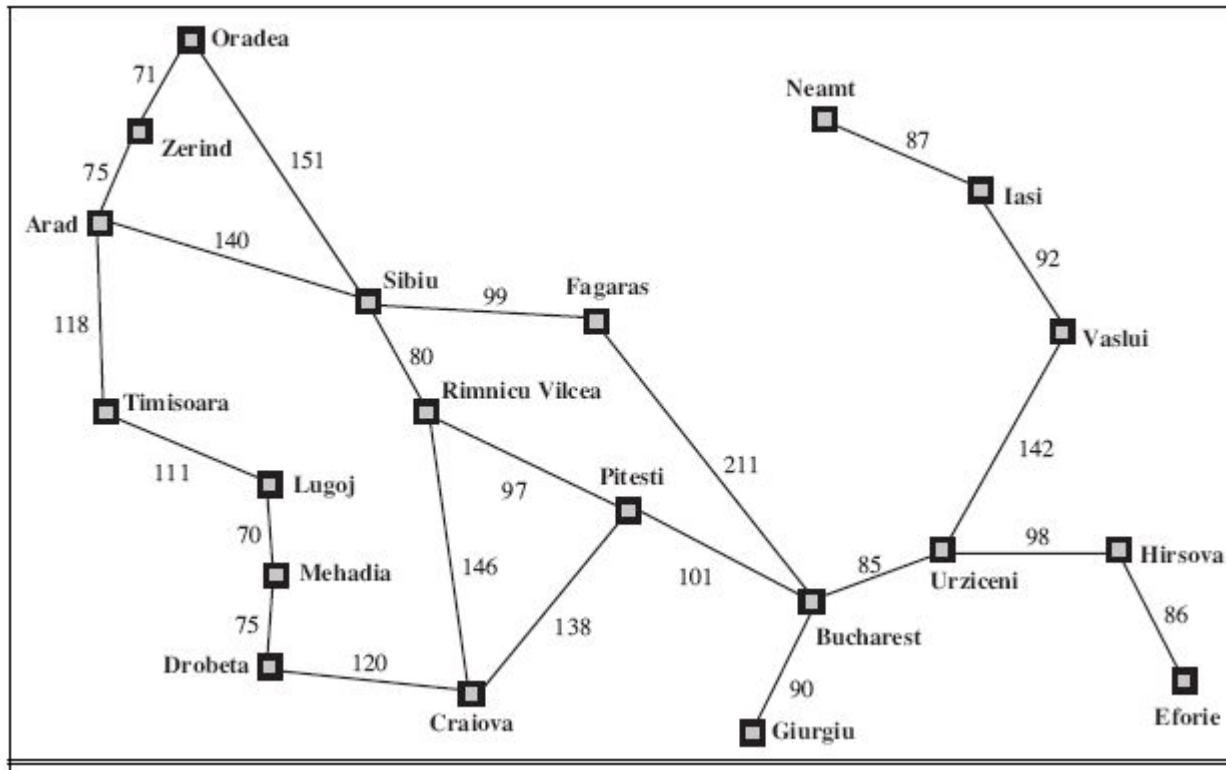 Oradea
71
Neamt
87
Zerind
151
75
Iasi
Arad
140
92
Sibiu
Fagaras
99
118
Vaslui
80
Timisoara
Rimnicu Vilcea
142
111
211
Lugoj
97
Pitesti
70
146
101
Mehadia
85
98
Hirsova
Urziceni
75
138
86
Bucharest
Drobeta
120
90
Craiova
Giurgiu
Eforie